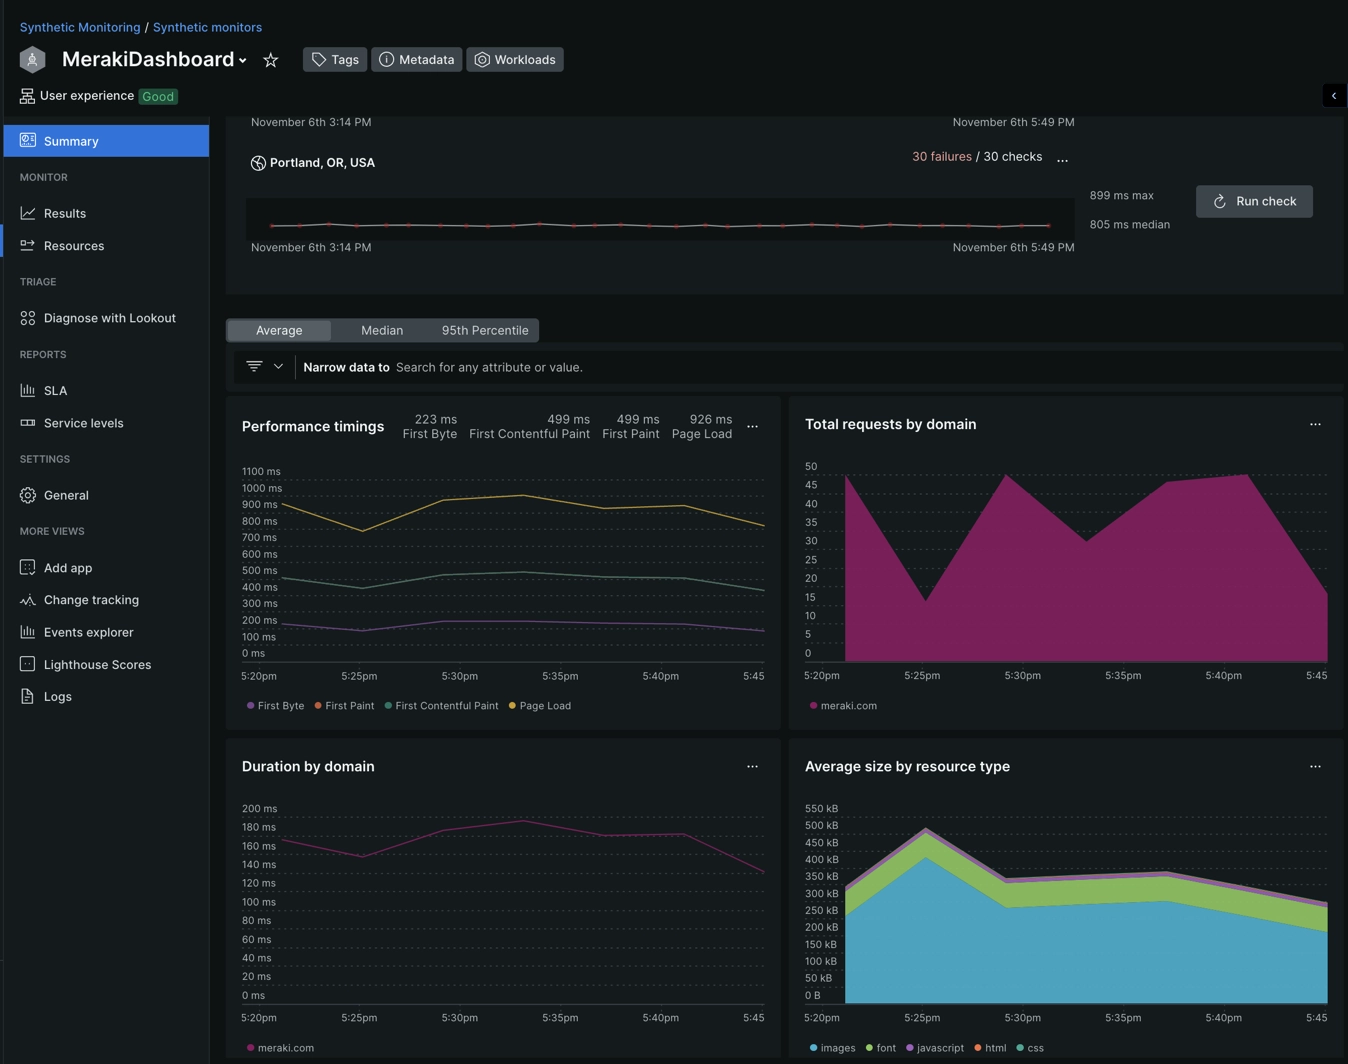 Synthetic Monitoring / Synthetic monitors
MerakiDashboard
Tags
Metadata
Workloads
User experience Good
Summary
MONITOR
Results
Resources
TRIAGE
Diagnose with Lookout
REPORTS
SLA
Service levels
SETTINGS
General
MORE VIEWS
Add app
Change tracking
Events explorer
Lighthouse Scores
Logs
November 6th 3:14 PM
November 6th 5:49 PM
Portland, OR, USA
30 failures / 30 checks
...
899 ms max
805 ms median
Run check
November 6th 3:14 PM
November 6th 5:49 PM
Average
Median
95th Percentile
Narrow data to Search for any attribute or value.
Performance timings
223 ms
First Byte
499 ms
First Contentful Paint
499 ms
First Paint
926 ms
Page Load
...
1100 ms
1000 ms
900 ms
800 ms
700 ms
600 ms
500 ms
400 ms
300 ms
200 ms
100 ms
0 ms
5:20pm 5:25pm 5:30pm 5:35pm 5:40pm 5:45
First Byte First Paint First Contentful Paint Page Load
Total requests by domain
...
50
45
40
35
30
25
20
15
10
5
0
5:20pm 5:25pm 5:30pm 5:35pm 5:40pm 5:45
meraki.com
Duration by domain
...
200 ms
180 ms
160 ms
140 ms
120 ms
100 ms
80 ms
60 ms
40 ms
20 ms
0 ms
5:20pm 5:25pm 5:30pm 5:35pm 5:40pm 5:45
meraki.com
Average size by resource type
...
550 kB
500 kB
450 kB
400 kB
350 kB
300 kB
250 kB
200 kB
150 kB
100 kB
50 kB
0 B
5:20pm 5:25pm 5:30pm 5:35pm 5:40pm 5:45
images font javascript html css